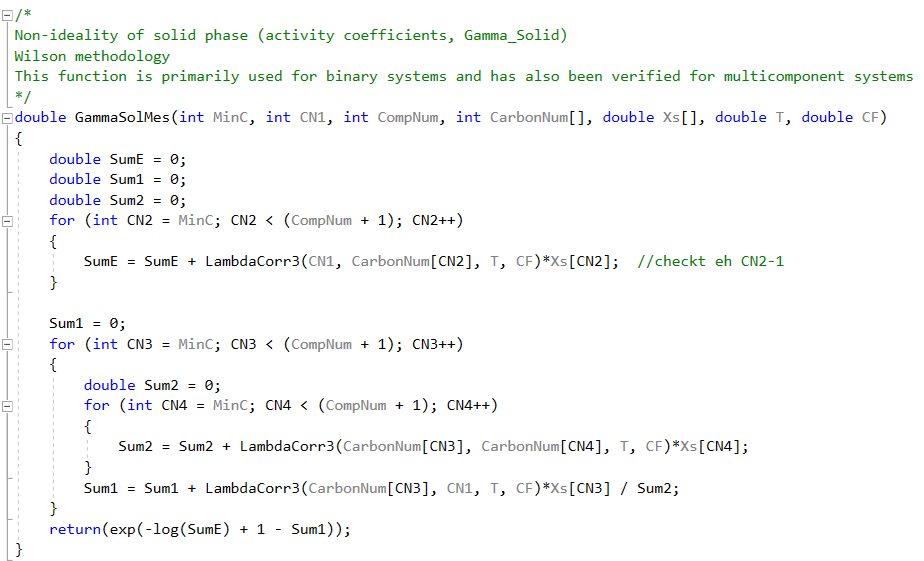 /*
Non-ideality of solid phase (activity coefficients, Gamma_Solid)
Wilson methodology
This function is primarily used for binary systems and has also been verified for multicomponent systems
*/
double GammaSolMes(int MinC, int CN1, int CompNum, int CarbonNum[], double Xs[], double T, double CF)
{
    double SumE = 0;
    double Sum1 = 0;
    double Sum2 = 0;
    for (int CN2 = MinC; CN2 < (CompNum + 1); CN2++)
    {
        SumE = SumE + LambdaCorr3(CN1, CarbonNum[CN2], T, CF)*Xs[CN2];  //checkt eh CN2-1
    }

    Sum1 = 0;
    for (int CN3 = MinC; CN3 < (CompNum + 1); CN3++)
    {
        double Sum2 = 0;
        for (int CN4 = MinC; CN4 < (CompNum + 1); CN4++)
        {
            Sum2 = Sum2 + LambdaCorr3(CarbonNum[CN3], CarbonNum[CN4], T, CF)*Xs[CN4];
        }
        Sum1 = Sum1 + LambdaCorr3(CarbonNum[CN3], CN1, T, CF)*Xs[CN3] / Sum2;
    }
    return(exp(-log(SumE) + 1 - Sum1));
}